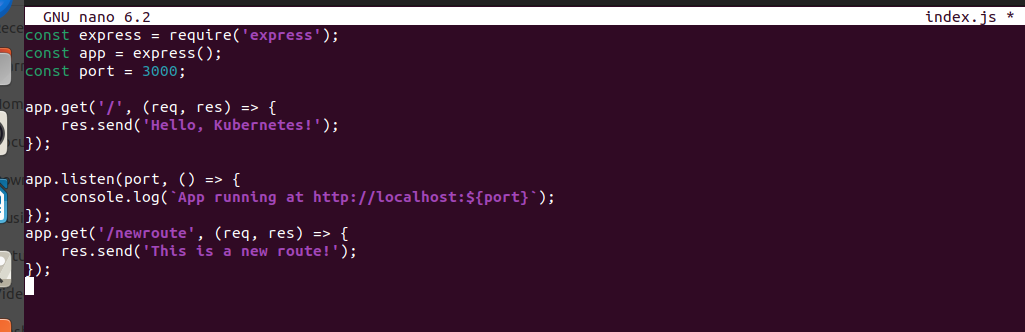 GNU nano 6.2 index.js *
const express = require('express');
const app = express();
const port = 3000;
app.get('/', (req, res) => {
    res.send('Hello, Kubernetes!');
});
app.listen(port, () => {
    console.log(`App running at http://localhost:${port}`);
});
app.get('/newroute', (req, res) => {
    res.send('This is a new route!');
});